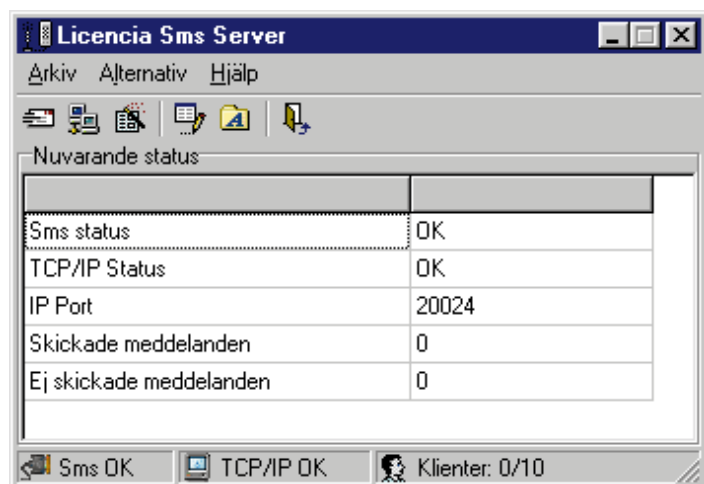 Licencia Sms Server
Arkiv Alternativ Hjälp
Nuvarande status
Sms status OK
TCP/IP Status OK
IP Port 20024
Skickade meddelanden 0
Ej skickade meddelanden 0
Sms OK TCP/IP OK Klienter: 0/10